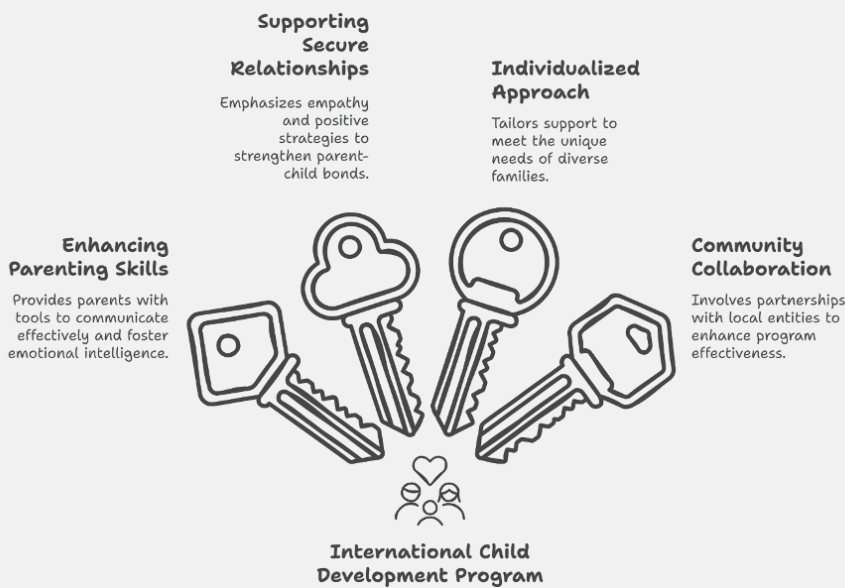 Supporting
Secure
Relationships
Emphasizes empathy
and positive
strategies to
strengthen parent-
child bonds.
Individualized
Approach
Tailors support to
meet the unique
needs of diverse
families.
Enhancing
Parenting Skills
Provides parents with
tools to communicate
effectively and foster
emotional intelligence.
Community
Collaboration
Involves partnerships
with local entities to
enhance program
effectiveness.
International Child
Development Program